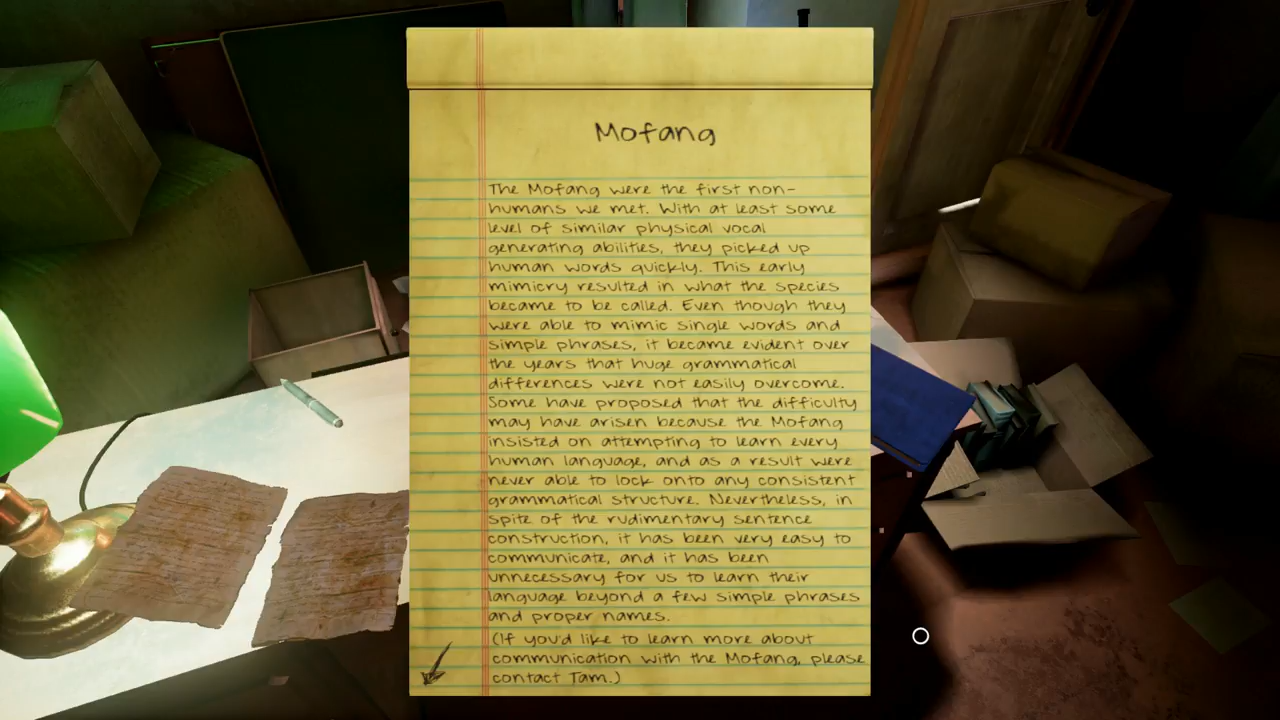 Mofang
The Mofang were the first non-
humans we met. With at least some
level of similar physical vocal
generating abilities, they picked up
human words quickly. This early
mimicry resulted in what the species
became to be called. Even though they
were able to mimic single words and
simple phrases, it became evident over
the years that huge grammatical
differences were not easily overcome.
Some have proposed that the difficulty
may have arisen because the Mofang
insisted on attempting to learn every
human language, and as a result were
never able to lock onto any consistent
grammatical structure. Nevertheless, in
spite of the rudimentary sentence
construction, it has been very easy to
communicate, and it has been
unnecessary for us to learn their
language beyond a few simple phrases
and proper names.
(If you'd like to learn more about
communication with the Mofang, please
contact Tam.)